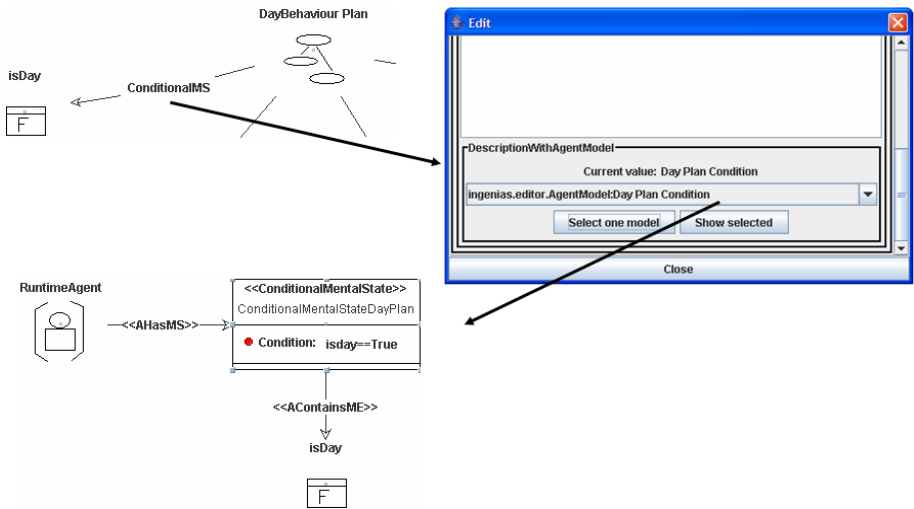 DayBehaviour Plan
isDay
ConditionalMS
F
Edit
DescriptionWithAgentModel
Current value: Day Plan Condition
ingenias.editor.AgentModel:Day Plan Condition
Select one model Show selected
Close
RuntimeAgent
<<AHasMS>>
<<ConditionalMentalState>>
ConditionalMentalStateDayPlan
Condition: isday==True
<<AContainsME>>
isDay
F